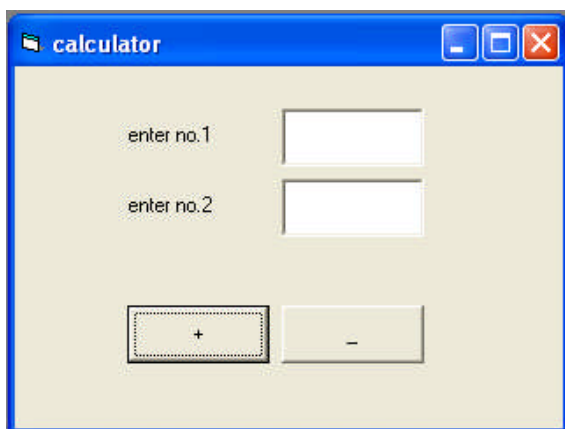 calculator
enter no.1
enter no.2
+ _